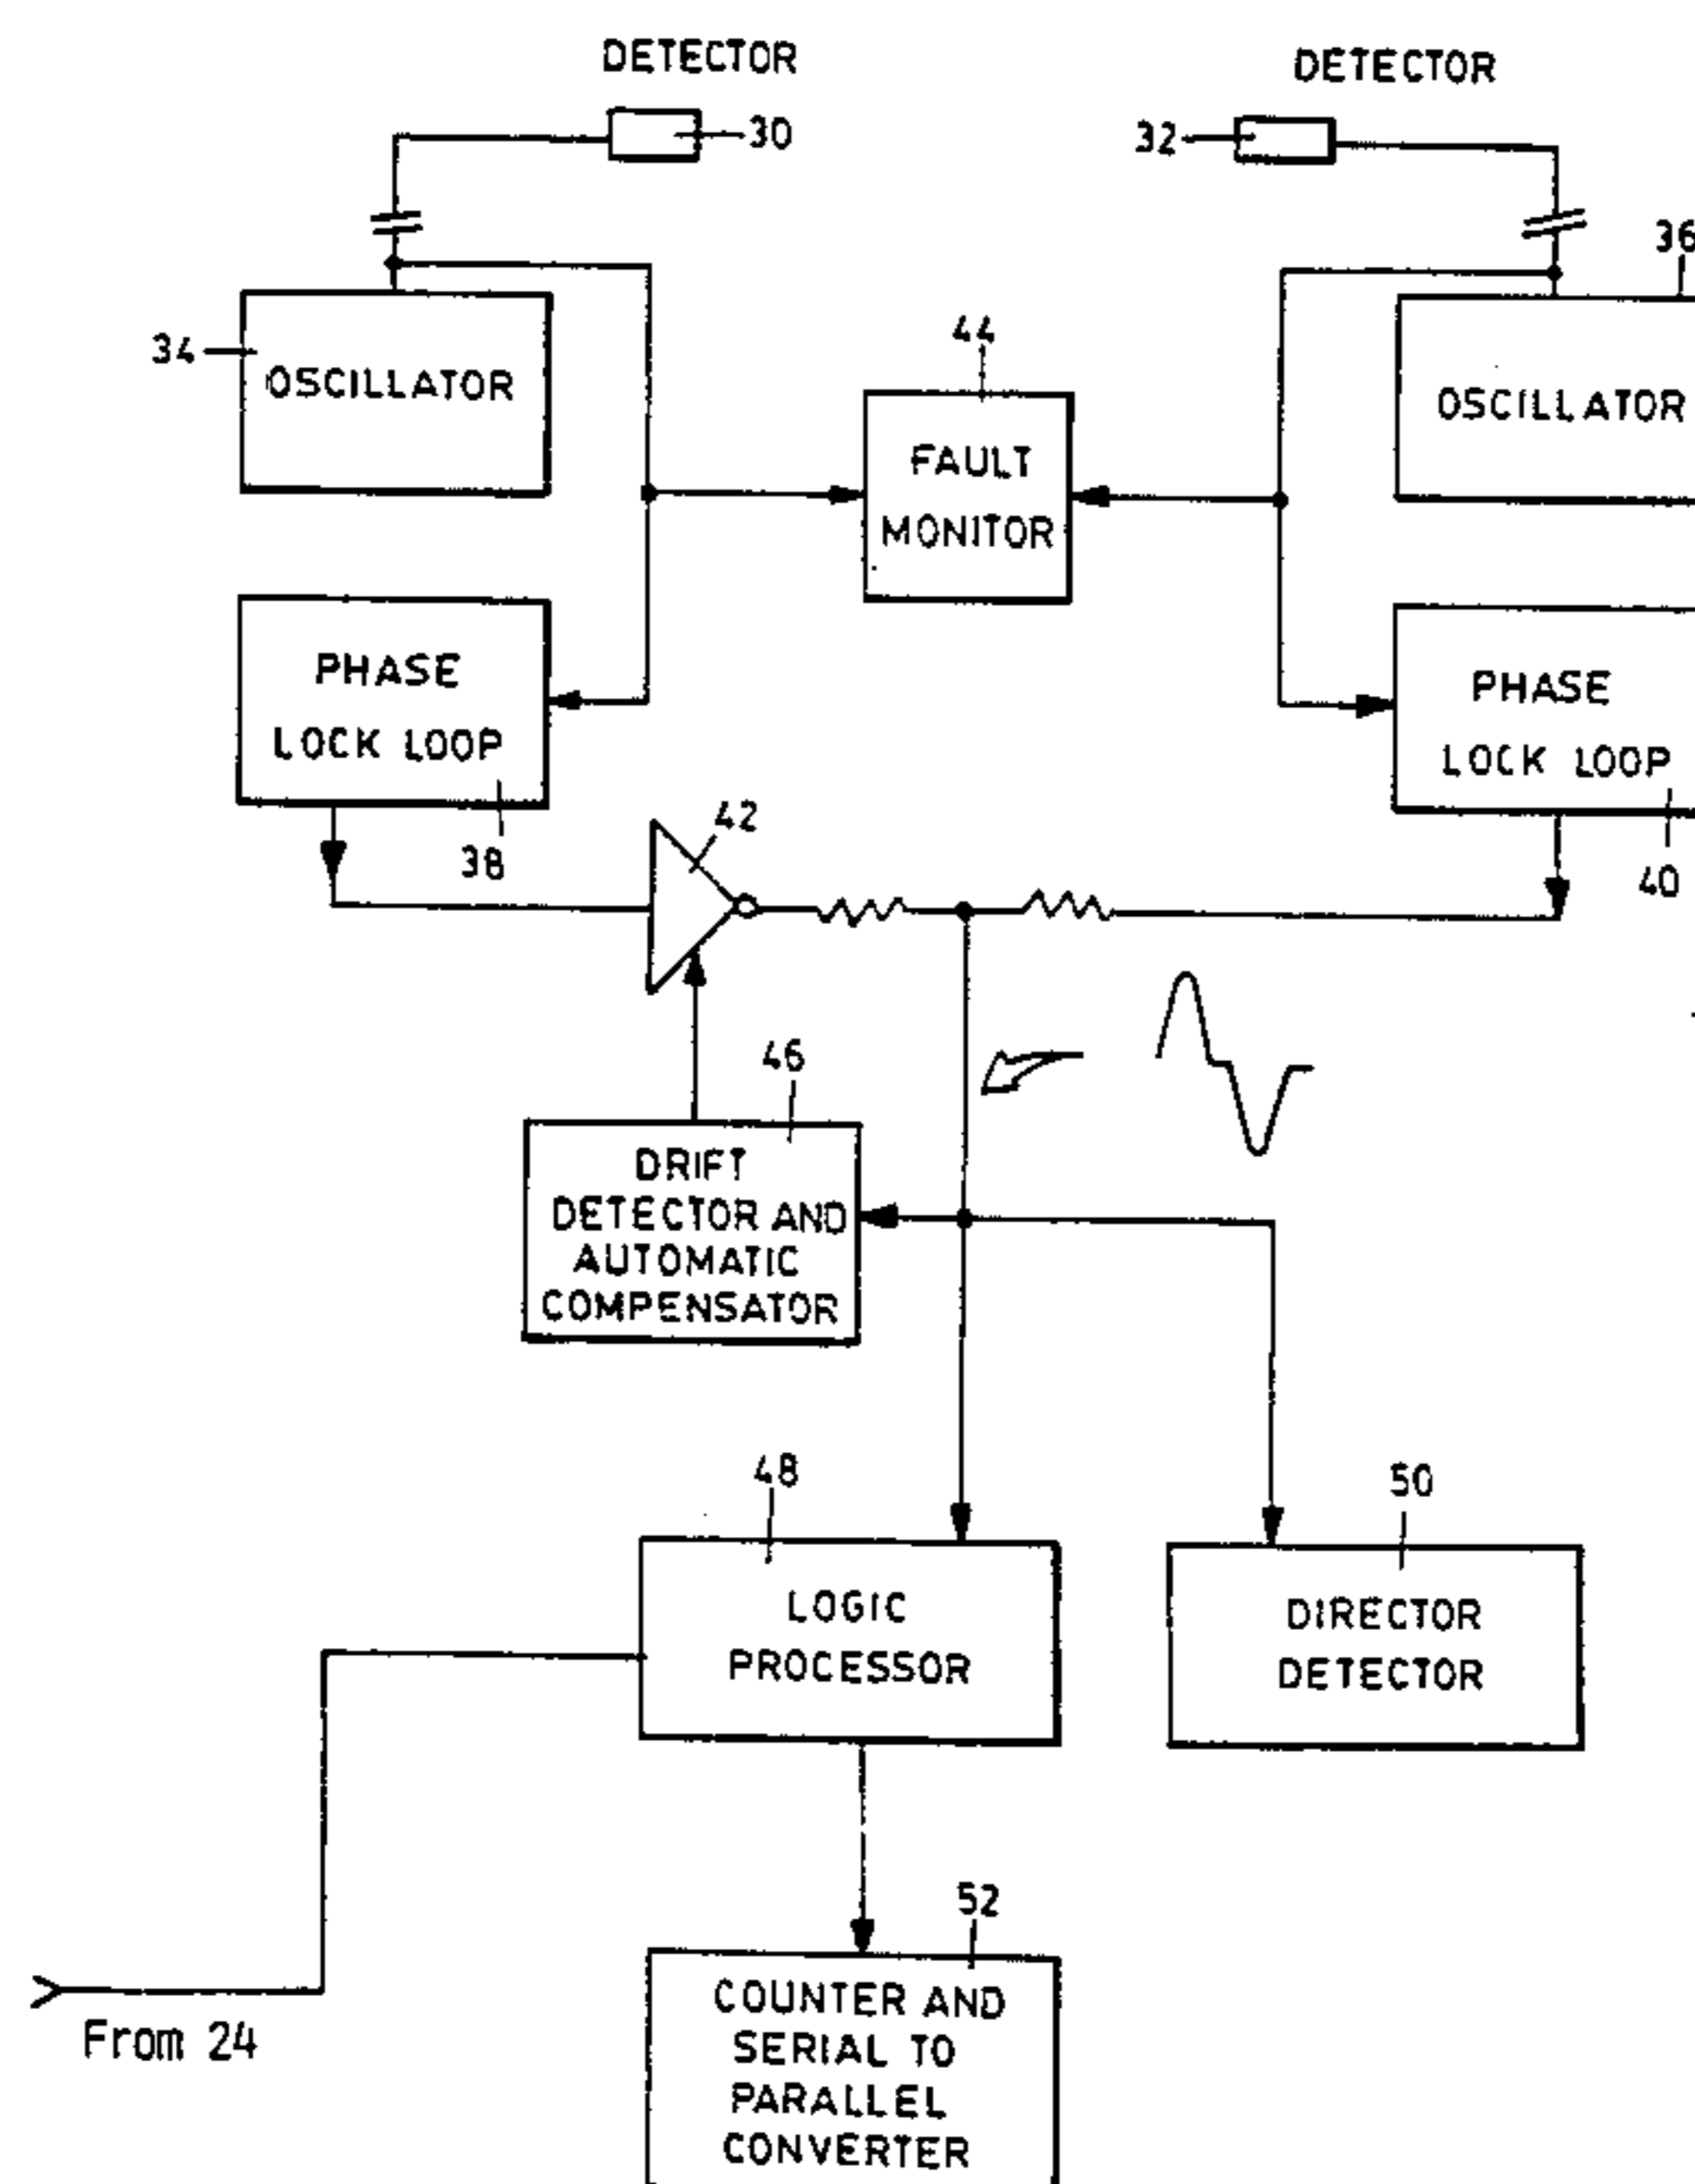 DETECTOR
DETECTOR
30
32
36
34
OSCILLATOR
44
OSCILLATOR
FAULT
MONITOR
PHASE
LOCK LOOP
PHASE
LOCK LOOP
38
42
40
46
DRIFT
DETECTOR AND
AUTOMATIC
COMPENSATOR
48
50
LOGIC
PROCESSOR
DIRECTOR
DETECTOR
52
From 24
COUNTER AND
SERIAL TO
PARALLEL
CONVERTER